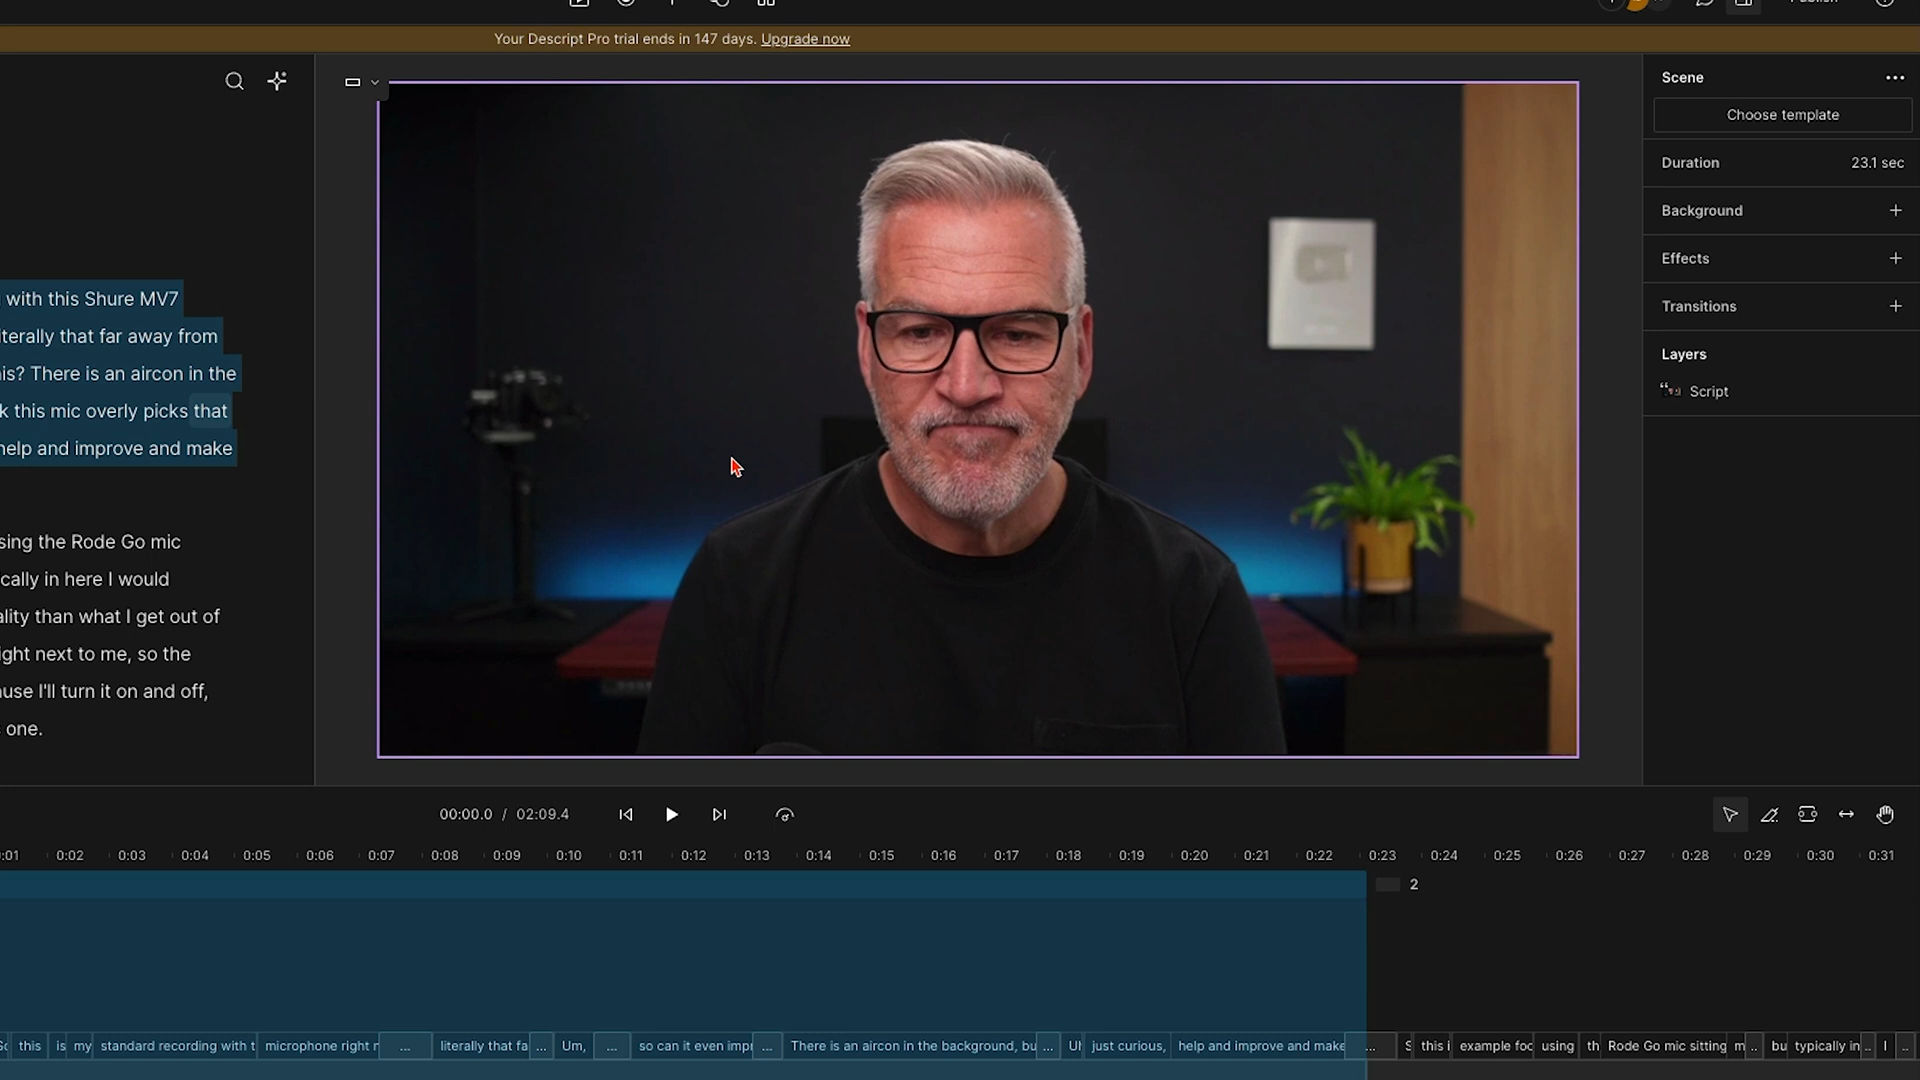 Your Descript Pro trial ends in 147 days. Upgrade now
Scene
Choose template
Duration 23.1 sec
Background
Effects
Transitions
Layers
Script
with this Shure MV7
iterally that far away from
is? There is an aircon in the
k this mic overly picks that
help and improve and make
sing the Rode Go mic
cally in here I would
ality than what I get out of
ight next to me, so the
ause I'll turn it on and off,
one.
00:00.0 / 02:09.4
:01 0:02 0:03 0:04 0:05 0:06 0:07 0:08 0:09 0:10 0:11 0:12 0:13 0:14 0:15 0:16 0:17 0:18 0:19 0:20 0:21 0:22 0:23 0:24 0:25 0:26 0:27 0:28 0:29 0:30 0:31
2
this is my standard recording with t microphone right n ... literally that fa ... Um, ... so can it even impr ... There is an aircon in the background, bu ... Uh just curious, help and improve and make ... S this i example foo using th Rode Go mic sitting m .. bu typically in .. I ..